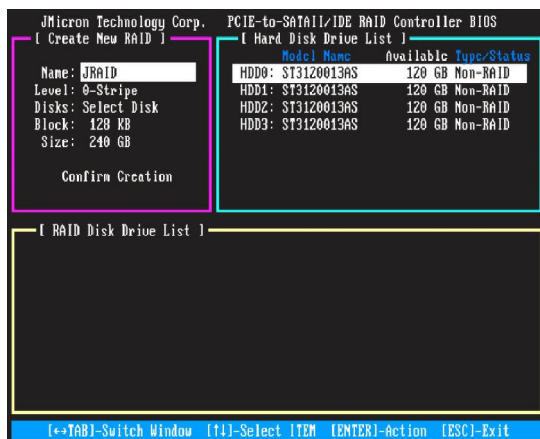 JMicron Technology Corp. PCIE-to-SATAII/IDE RAID Controller BIOS
[ Create New RAID ]
Name: JRAID
Level: 0-Stripe
Disks: Select Disk
Block: 128 KB
Size: 240 GB
Confirm Creation
[ Hard Disk Drive List ]
Model Name Available Type/Status
HDD0: ST3120013AS 120 GB Non-RAID
HDD1: ST3120013AS 120 GB Non-RAID
HDD2: ST3120013AS 120 GB Non-RAID
HDD3: ST3120013AS 120 GB Non-RAID
[ RAID Disk Drive List ]
[←→TAB]-Switch Window [↑↓]-Select ITEM [ENTER]-Action [ESC]-Exit